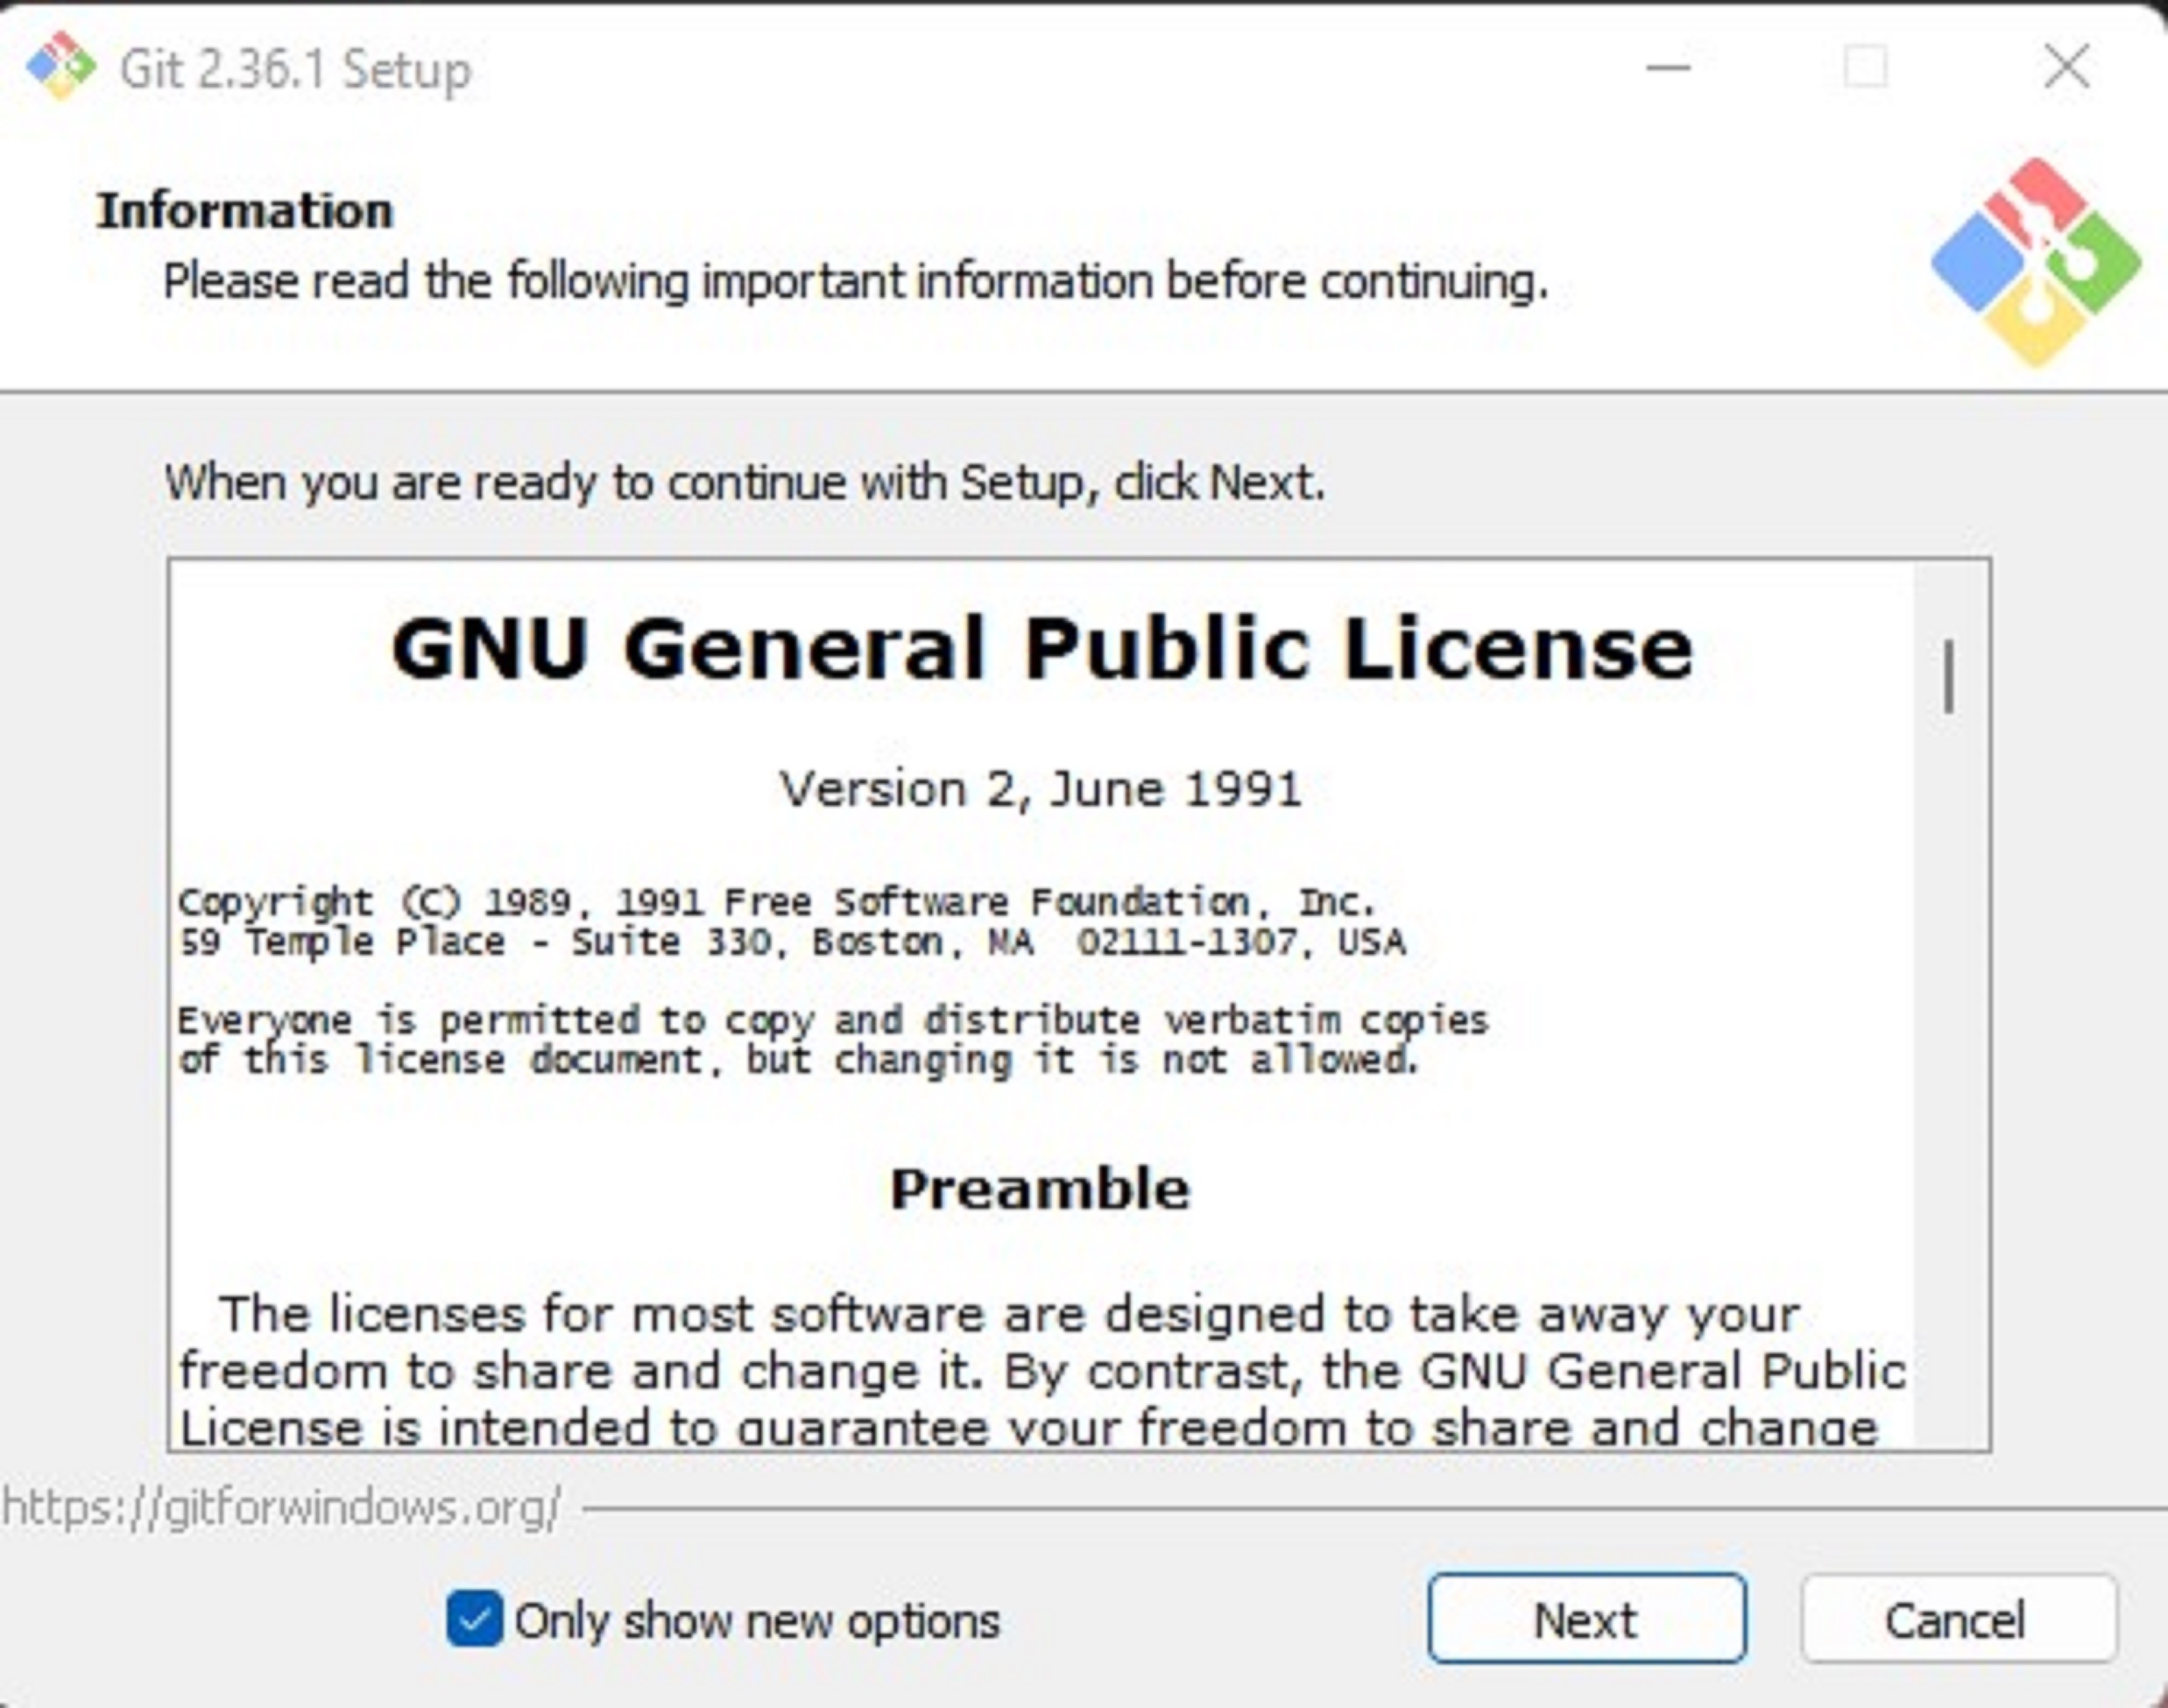 Git 2.36.1 Setup
Information
Please read the following important information before continuing.
When you are ready to continue with Setup, click Next.
GNU General Public License
Version 2, June 1991
Copyright (C) 1989, 1991 Free Software Foundation, Inc.
59 Temple Place - Suite 330, Boston, MA  02111-1307, USA
Everyone is permitted to copy and distribute verbatim copies
of this license document, but changing it is not allowed.
Preamble
The licenses for most software are designed to take away your
freedom to share and change it. By contrast, the GNU General Public
License is intended to guarantee your freedom to share and change
https://gitforwindows.org/
Only show new options
Next
Cancel